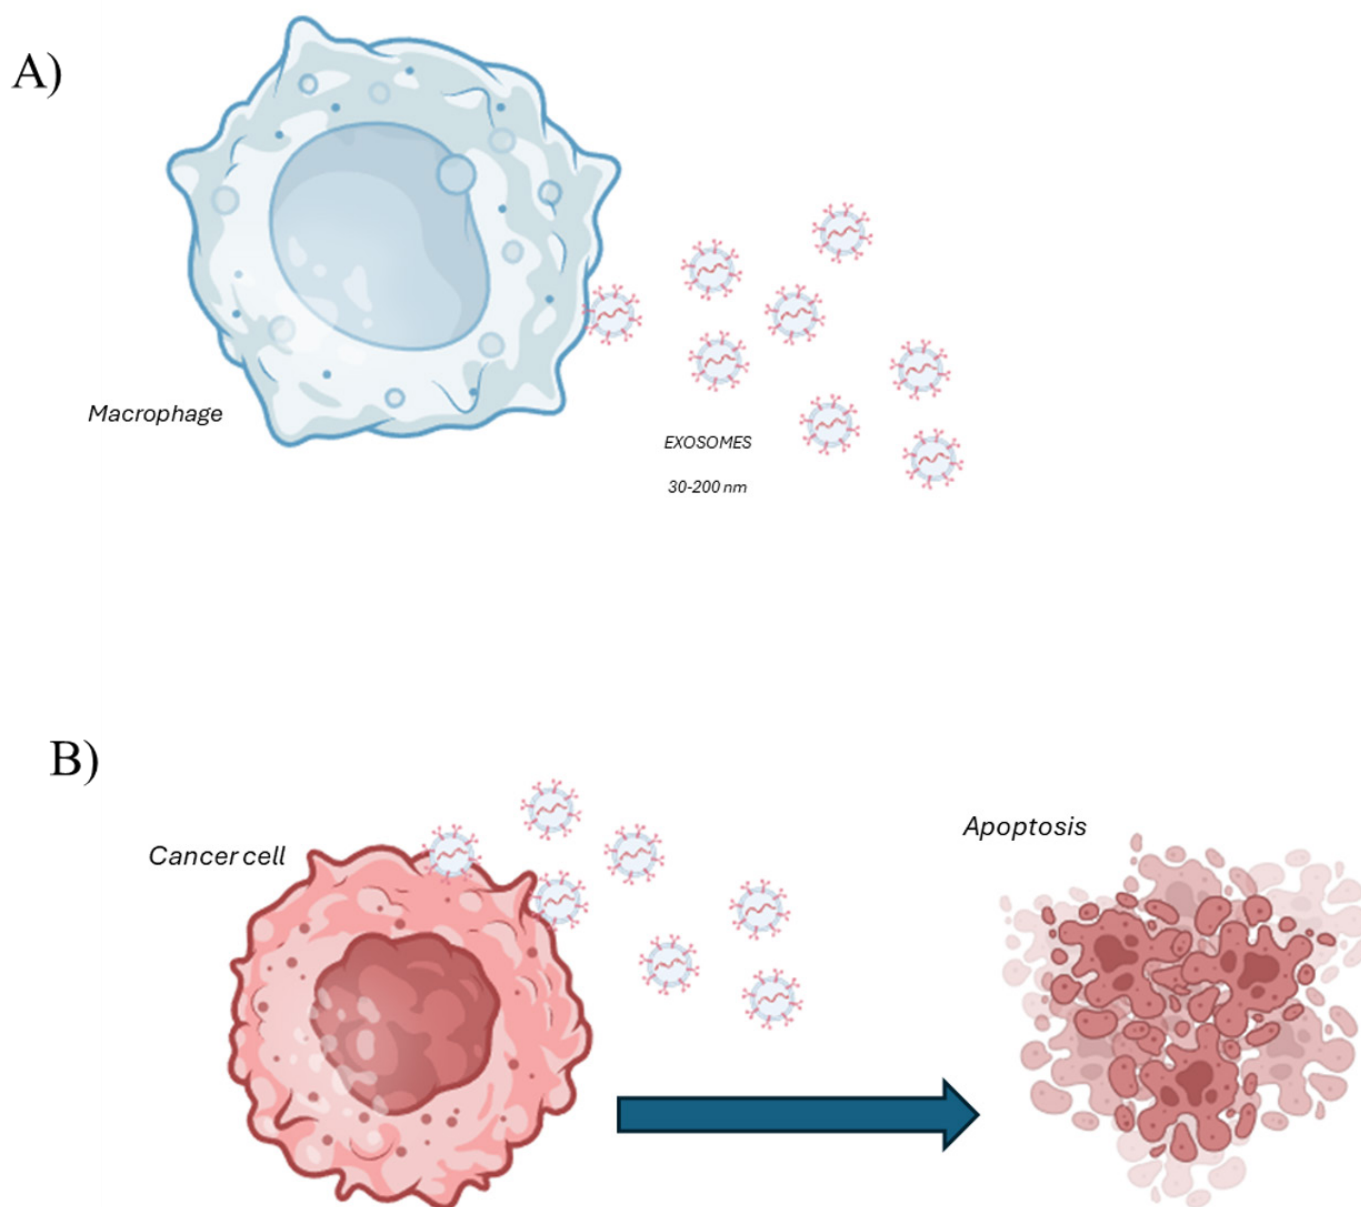 A)
Macrophage
EXOSOMES
30-200 nm
B)
Cancer cell
Apoptosis